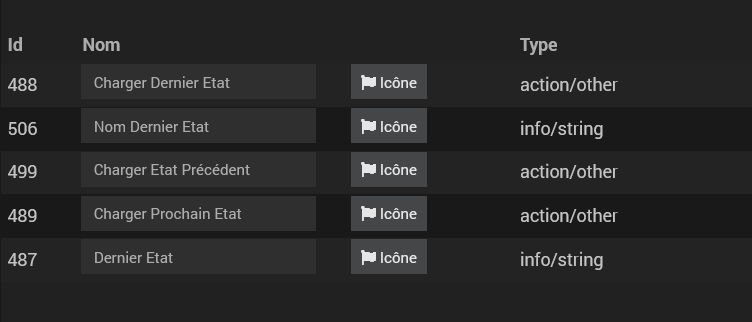 Id Nom Type
488 Charger Dernier Etat Icône action/other
506 Nom Dernier Etat Icône info/string
499 Charger Etat Précédent Icône action/other
489 Charger Prochain Etat Icône action/other
487 Dernier Etat Icône info/string